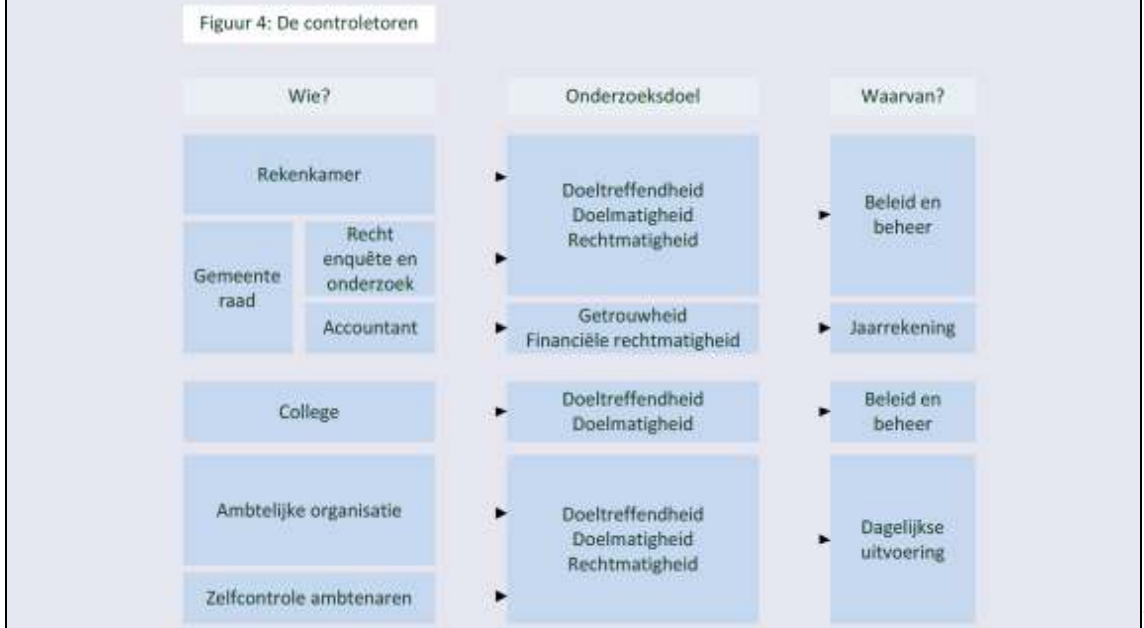 Figuur 4: De controletoren
Wie?
Onderzoeksdoel
Waarvan?
Rekenkamer
Gemeente
raad
Recht
enquête en
onderzoek
Doeltreffendheid
Doelmatigheid
Rechtmatigheid
Beleid en
beheer
Accountant
Getrouwheid
Financiële rechtmatigheid
Jaarrekening
College
Doeltreffendheid
Doelmatigheid
Beleid en
beheer
Ambtelijke organisatie
Zelfcontrole ambtenaren
Doeltreffendheid
Doelmatigheid
Rechtmatigheid
Dagelijkse
uitvoering